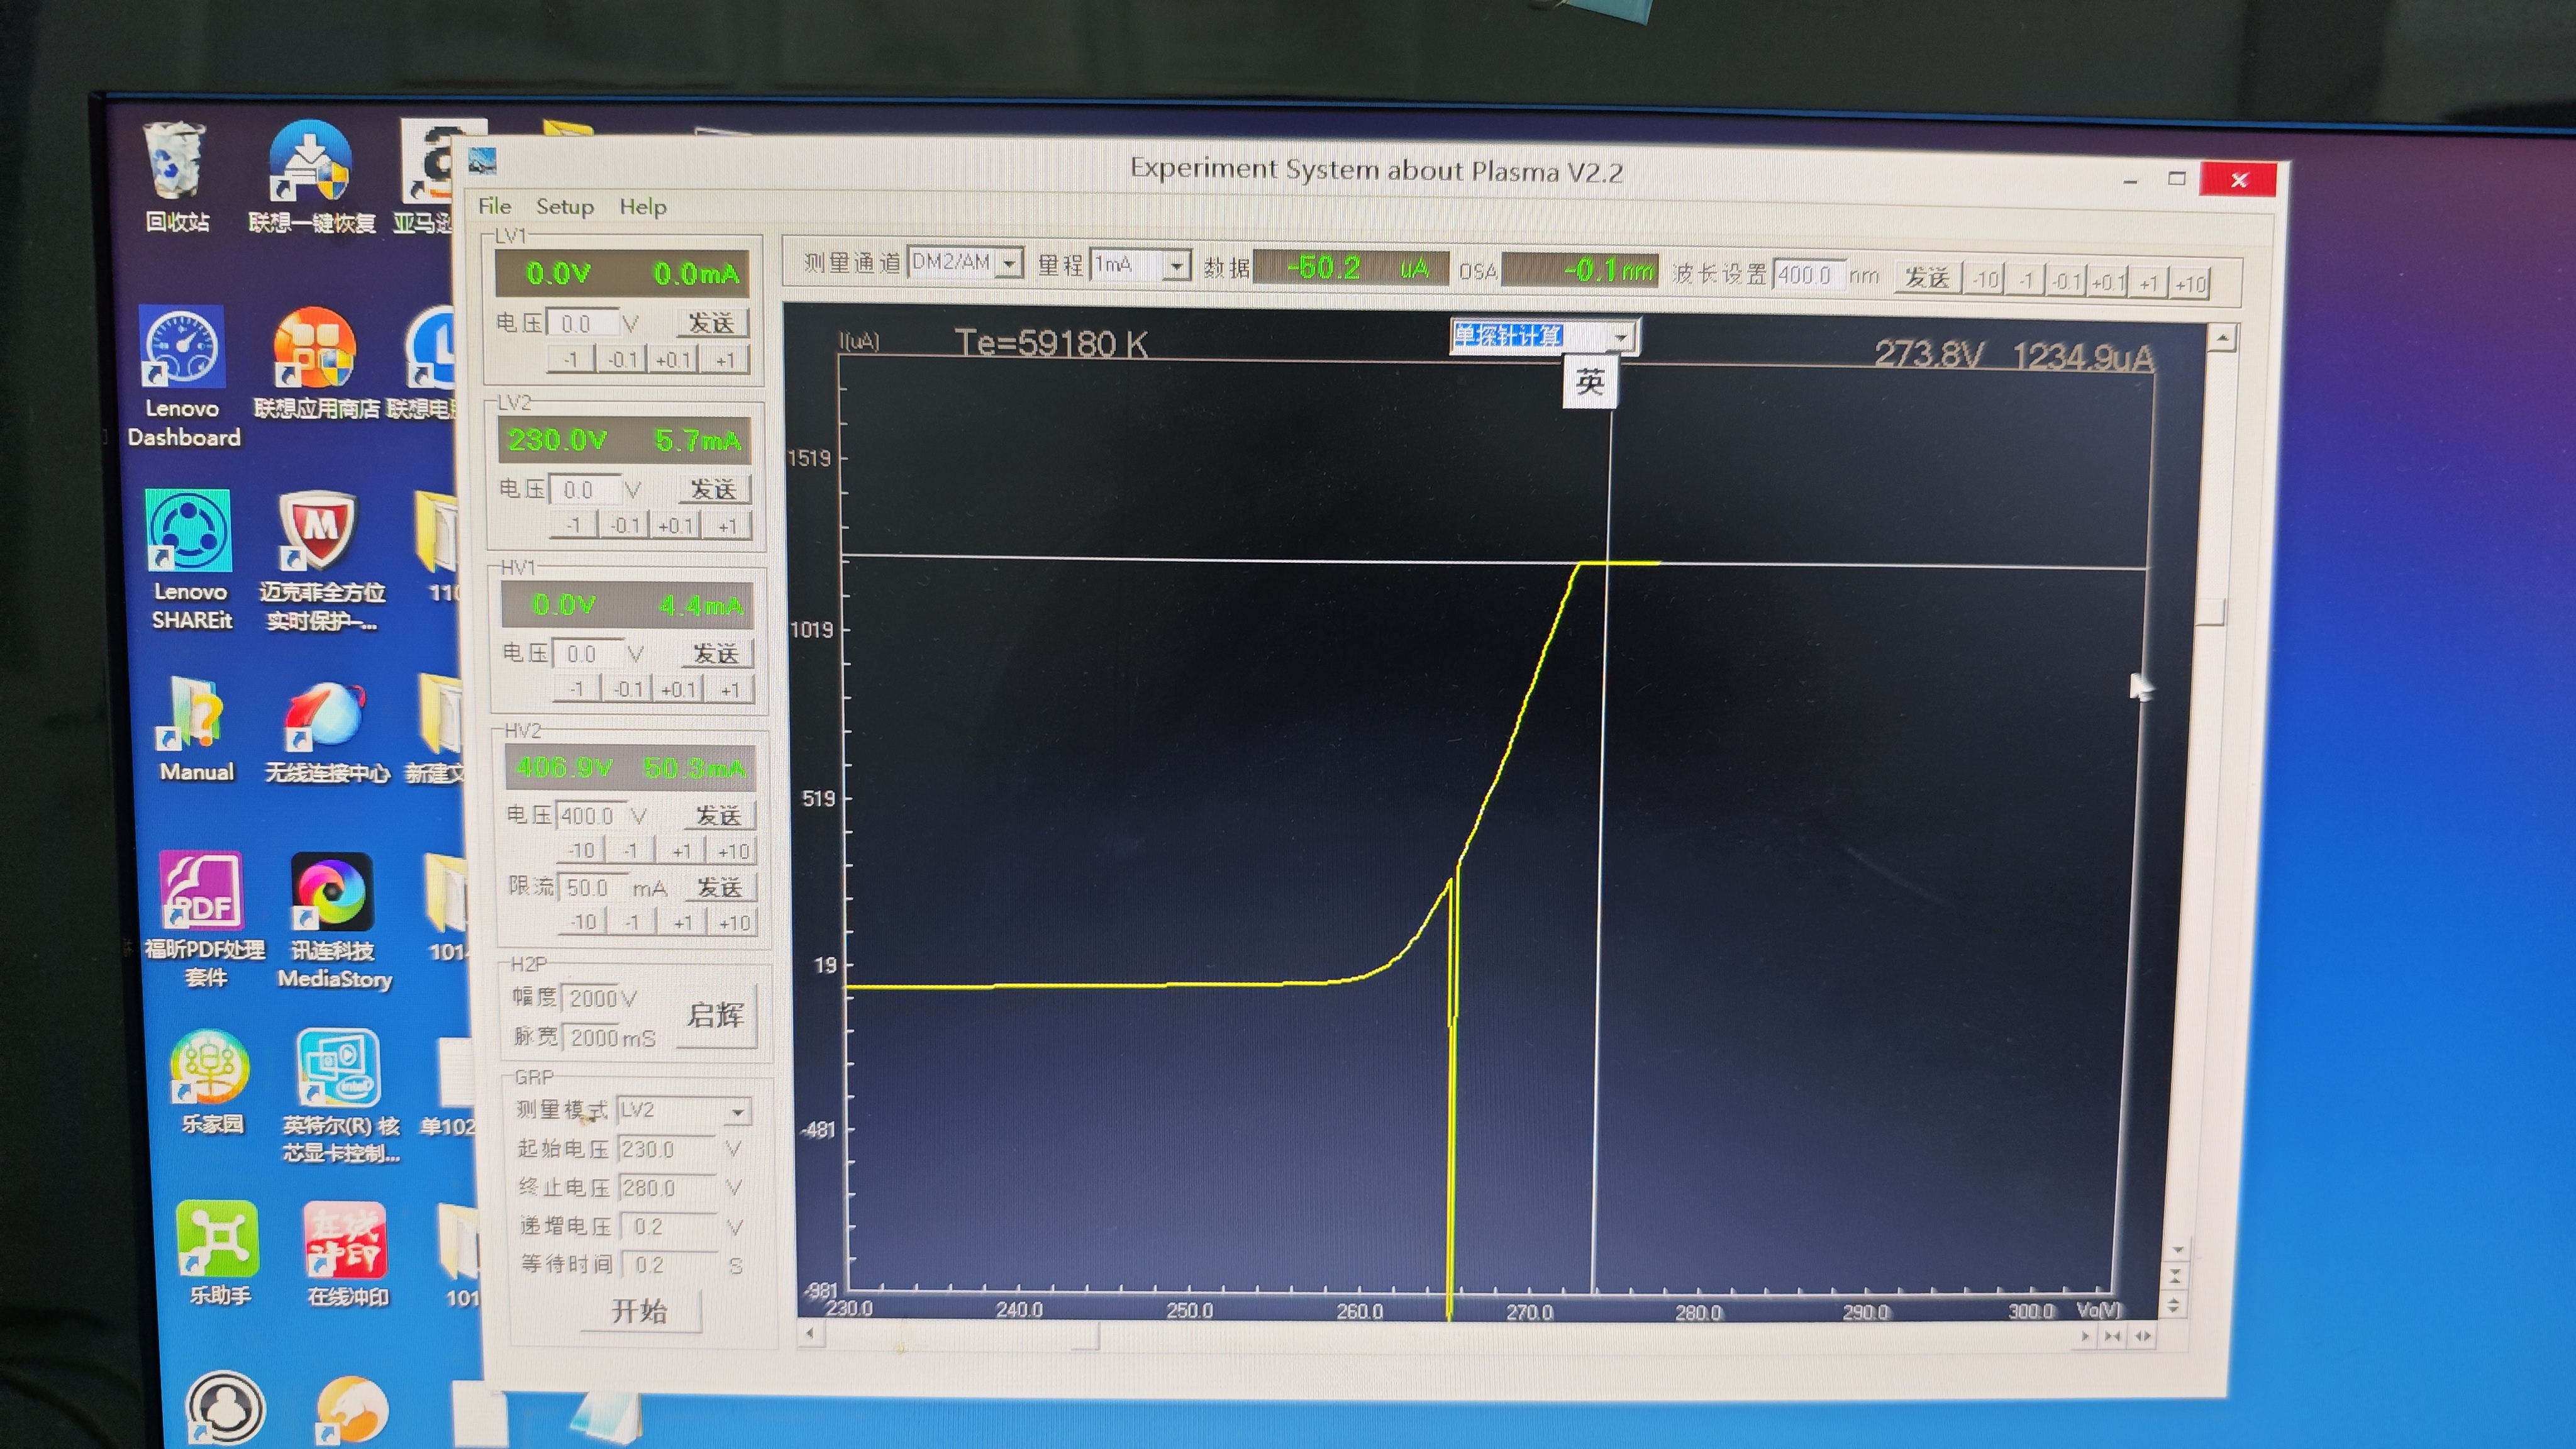 Experiment System about Plasma V2.2
File Setup Help
LV1
0.0V 0.0mA
电压 0.0 V 发送
-1 -0.1 +0.1 +1
LV2
230.0V 5.7mA
电压 0.0 V 发送
-1 -0.1 +0.1 +1
HV1
0.0V 4.4mA
电压 0.0 V 发送
-1 -0.1 +0.1 +1
HV2
406.9V 50.3mA
电压 400.0 V 发送
-10 -1 +1 +10
限流 50.0 mA 发送
-10 -1 +1 +10
H2P
幅度 2000 V
启辉
脉宽 2000 mS
GRP
测量模式 LV2
起始电压 230.0 V
终止电压 280.0 V
递增电压 0.2 V
等待时间 0.2 S
开始
测量通道 DM2/AM 量程 1mA 数据 -50.2 uA OSA -0.1nm 波长设置 400.0 nm 发送 -10 -1 -0.1 +0.1 +1 +10
I(uA) Te=59180 K 单探针计算 273.8V 1234.9uA
英
1519
1019
519
19
-481
-981
230.0 240.0 250.0 260.0 270.0 280.0 290.0 300.0 Vo(V)
回收站
联想一键恢复
a
亚马逊
Lenovo
Dashboard
联想应用商店
联想电
Lenovo
SHAREit
迈克菲全方位
实时保护–...
110
Manual
无线连接中心
新建文
PDF
福昕PDF处理
套件
讯连科技
MediaStory
101
乐家园
intel
英特尔(R) 核
芯显卡控制...
单102
乐助手
在线冲印
在线冲印
101